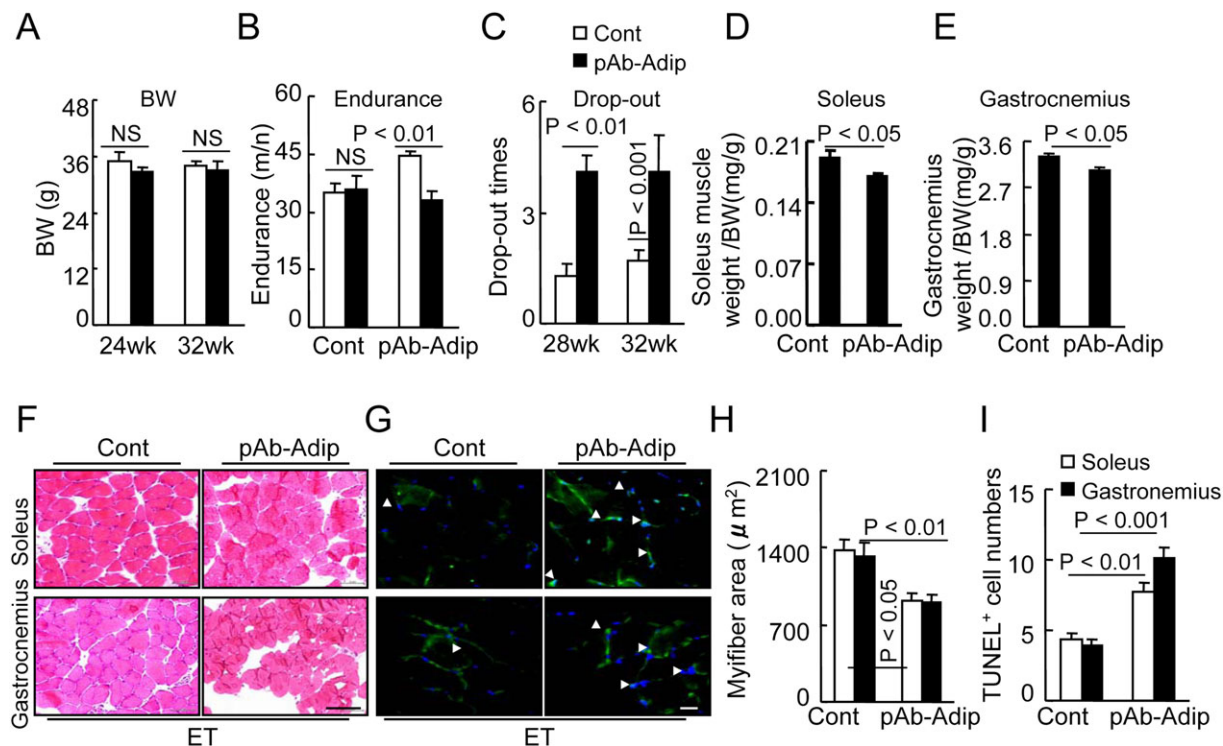 A
B
C
D
E
Cont
pAb-Adip
BW
BW (g)
48
36
24
12
0
NS
NS
24wk
32wk
Endurance
Endurance (m/n)
60
45
30
15
0
NS
P < 0.01
Cont
pAb-Adip
Drop-out
Drop-out times
6
3
0
P < 0.01
P < 0.001
28wk
32wk
Soleus
Soleus muscle
weight /BW(mg/g)
0.21
0.14
0.07
0.00
P < 0.05
Cont
pAb-Adip
Gastrocnemius
Gastrocnemius
weight /BW(mg/g)
3.6
2.7
1.8
0.9
0.0
P < 0.05
Cont
pAb-Adip
F
Cont
pAb-Adip
Soleus
Gastrocnemius
ET
G
Cont
pAb-Adip
ET
H
Myifiber area (μm²)
2100
1400
700
0
P < 0.01
P < 0.05
Cont
pAb-Adip
I
Soleus
Gastronemius
TUNEL⁺ cell numbers
15
10
5
0
P < 0.001
P < 0.01
Cont
pAb-Adip